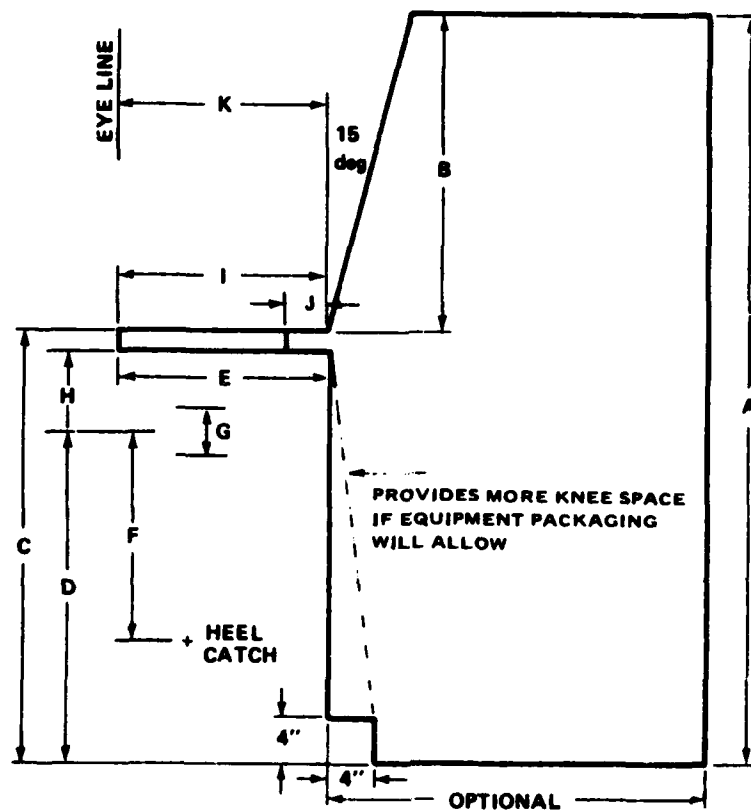 EYE LINE
K
15
deg
B
I
J
E
H
G
A
PROVIDES MORE KNEE SPACE
IF EQUIPMENT PACKAGING
WILL ALLOW
C
F
D
+ HEEL
CATCH
4"
4"
OPTIONAL